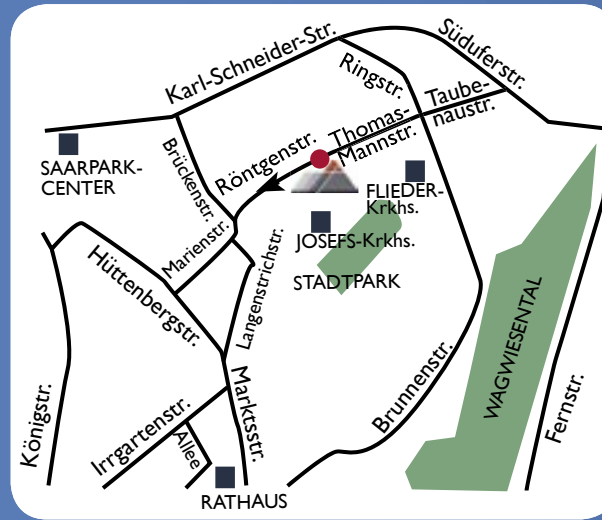 Karl-Schneider-Str.
Süduferstr.
Ringstr.
Taube-
naustr.
Thomas-
Mannstr.
Röntgenstr.
Brückenstr.
SAARPARK-
CENTER
FLIEDER-
Krkhs.
JOSEFS-Krkhs.
STADTPARK
Marienstr.
Hüttenbergstr.
Langenstrichstr.
WAGWIESENTAL
Brunnenstr.
Fernstr.
Königstr.
Irrgartenstr.
Allee
Marktsstr.
RATHAUS